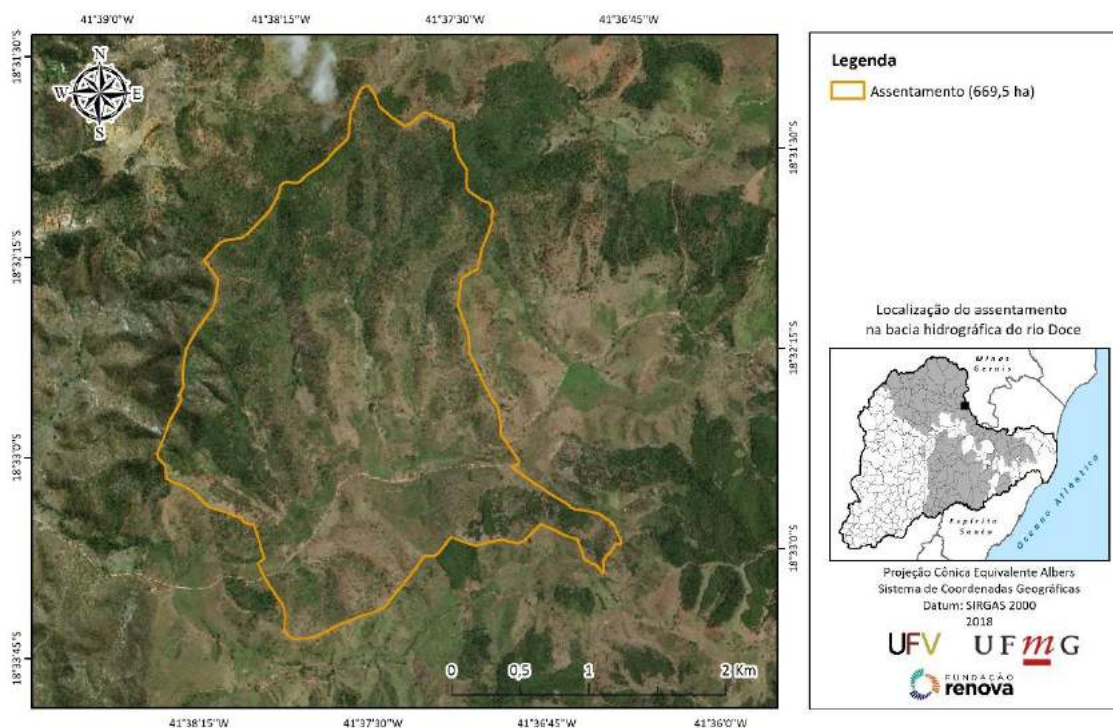 41°39'0"W
41°38'15"W
41°37'30"W
41°36'45"W
18°31'30"S
18°32'15"S
18°33'0"S
18°33'45"S
N
W E
S
18°31'30"S
18°32'15"S
18°33'0"S
0 0,5 1 2 Km
41°38'15"W
41°37'30"W
41°36'45"W
41°36'0"W
Legenda
Assentamento (669,5 ha)
Localização do assentamento
na bacia hidrográfica do rio Doce
Minas
Gerais
Espírito
Santo
Oceano Atlântico
Projeção Cônica Equivalente Albers
Sistema de Coordenadas Geográficas
Datum: SIRGAS 2000
2018
UFV UFmG
FUNDAÇÃO
renova